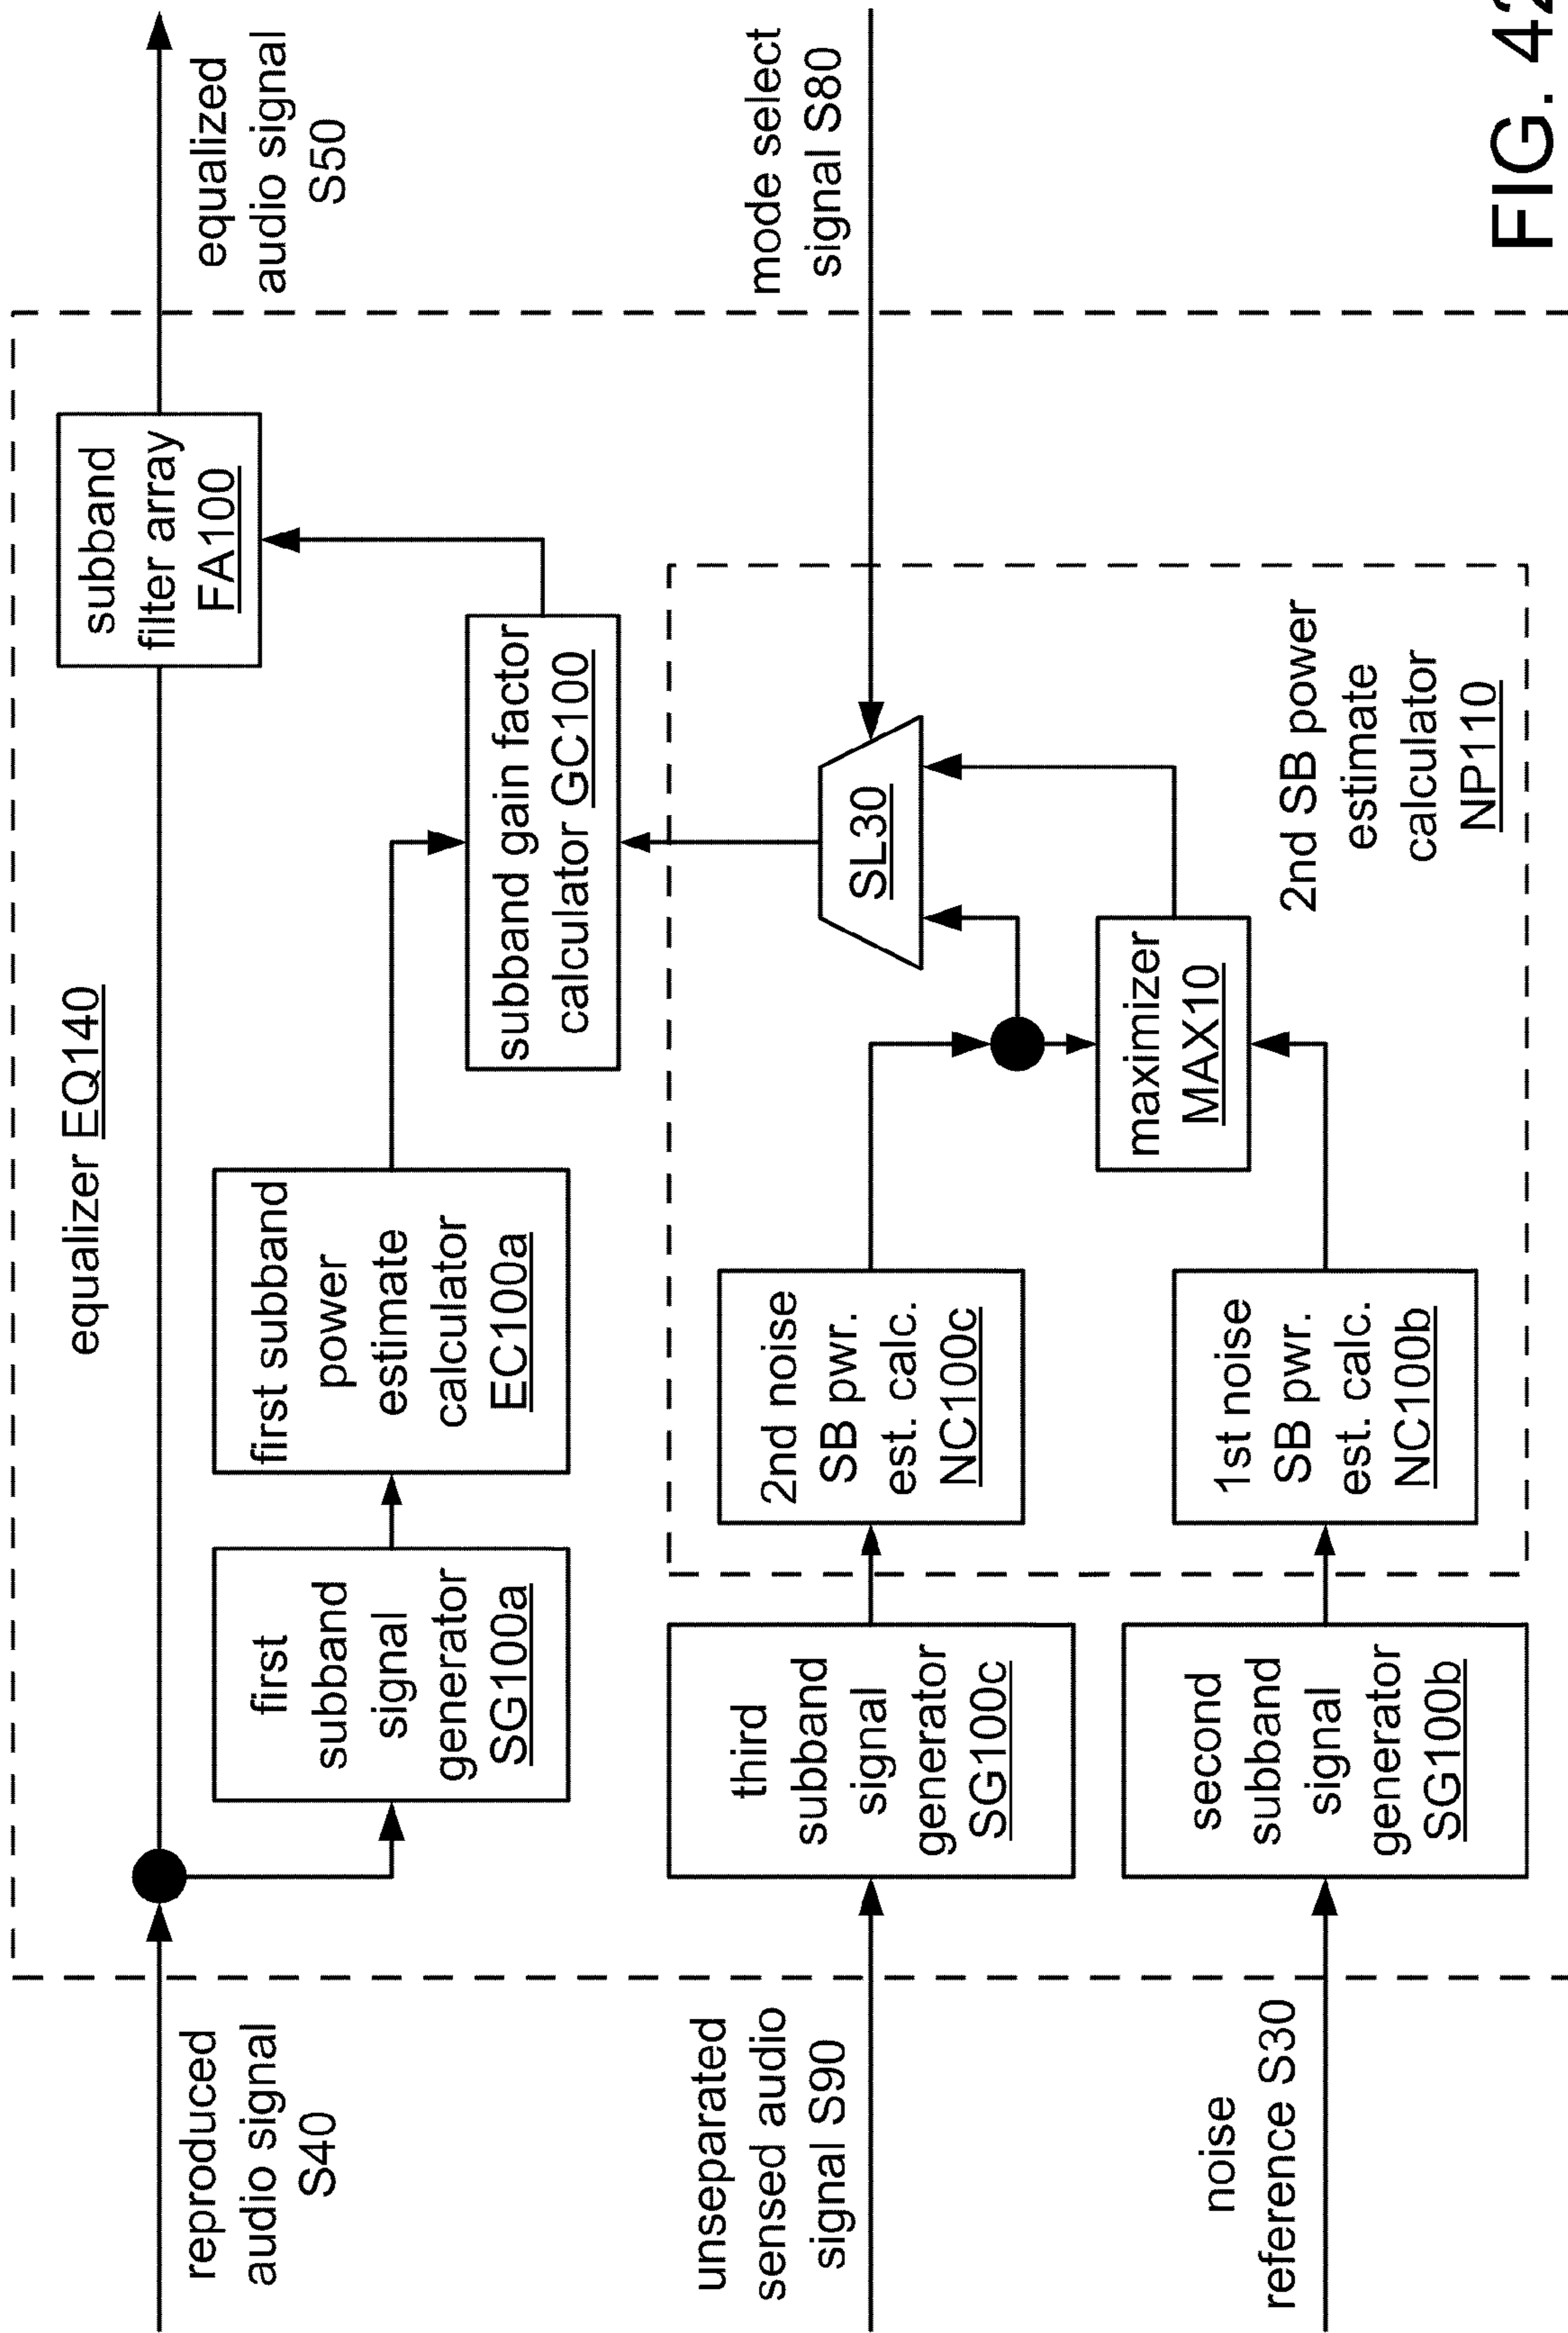 equalizer EQ140
reproduced
audio signal
S40
equalized
audio signal
S50
subband
filter array
FA100
first
subband
signal
generator
SG100a
first subband
power
estimate
calculator
EC100a
subband gain factor
calculator GC100
mode select
signal S80
unseparated
sensed audio
signal S90
third
subband
signal
generator
SG100c
2nd noise
SB pwr.
est. calc.
NC100c
SL30
maximizer
MAX10
2nd SB power
estimate
calculator
NP110
noise
reference S30
second
subband
signal
generator
SG100b
1st noise
SB pwr.
est. calc.
NC100b
FIG. 42